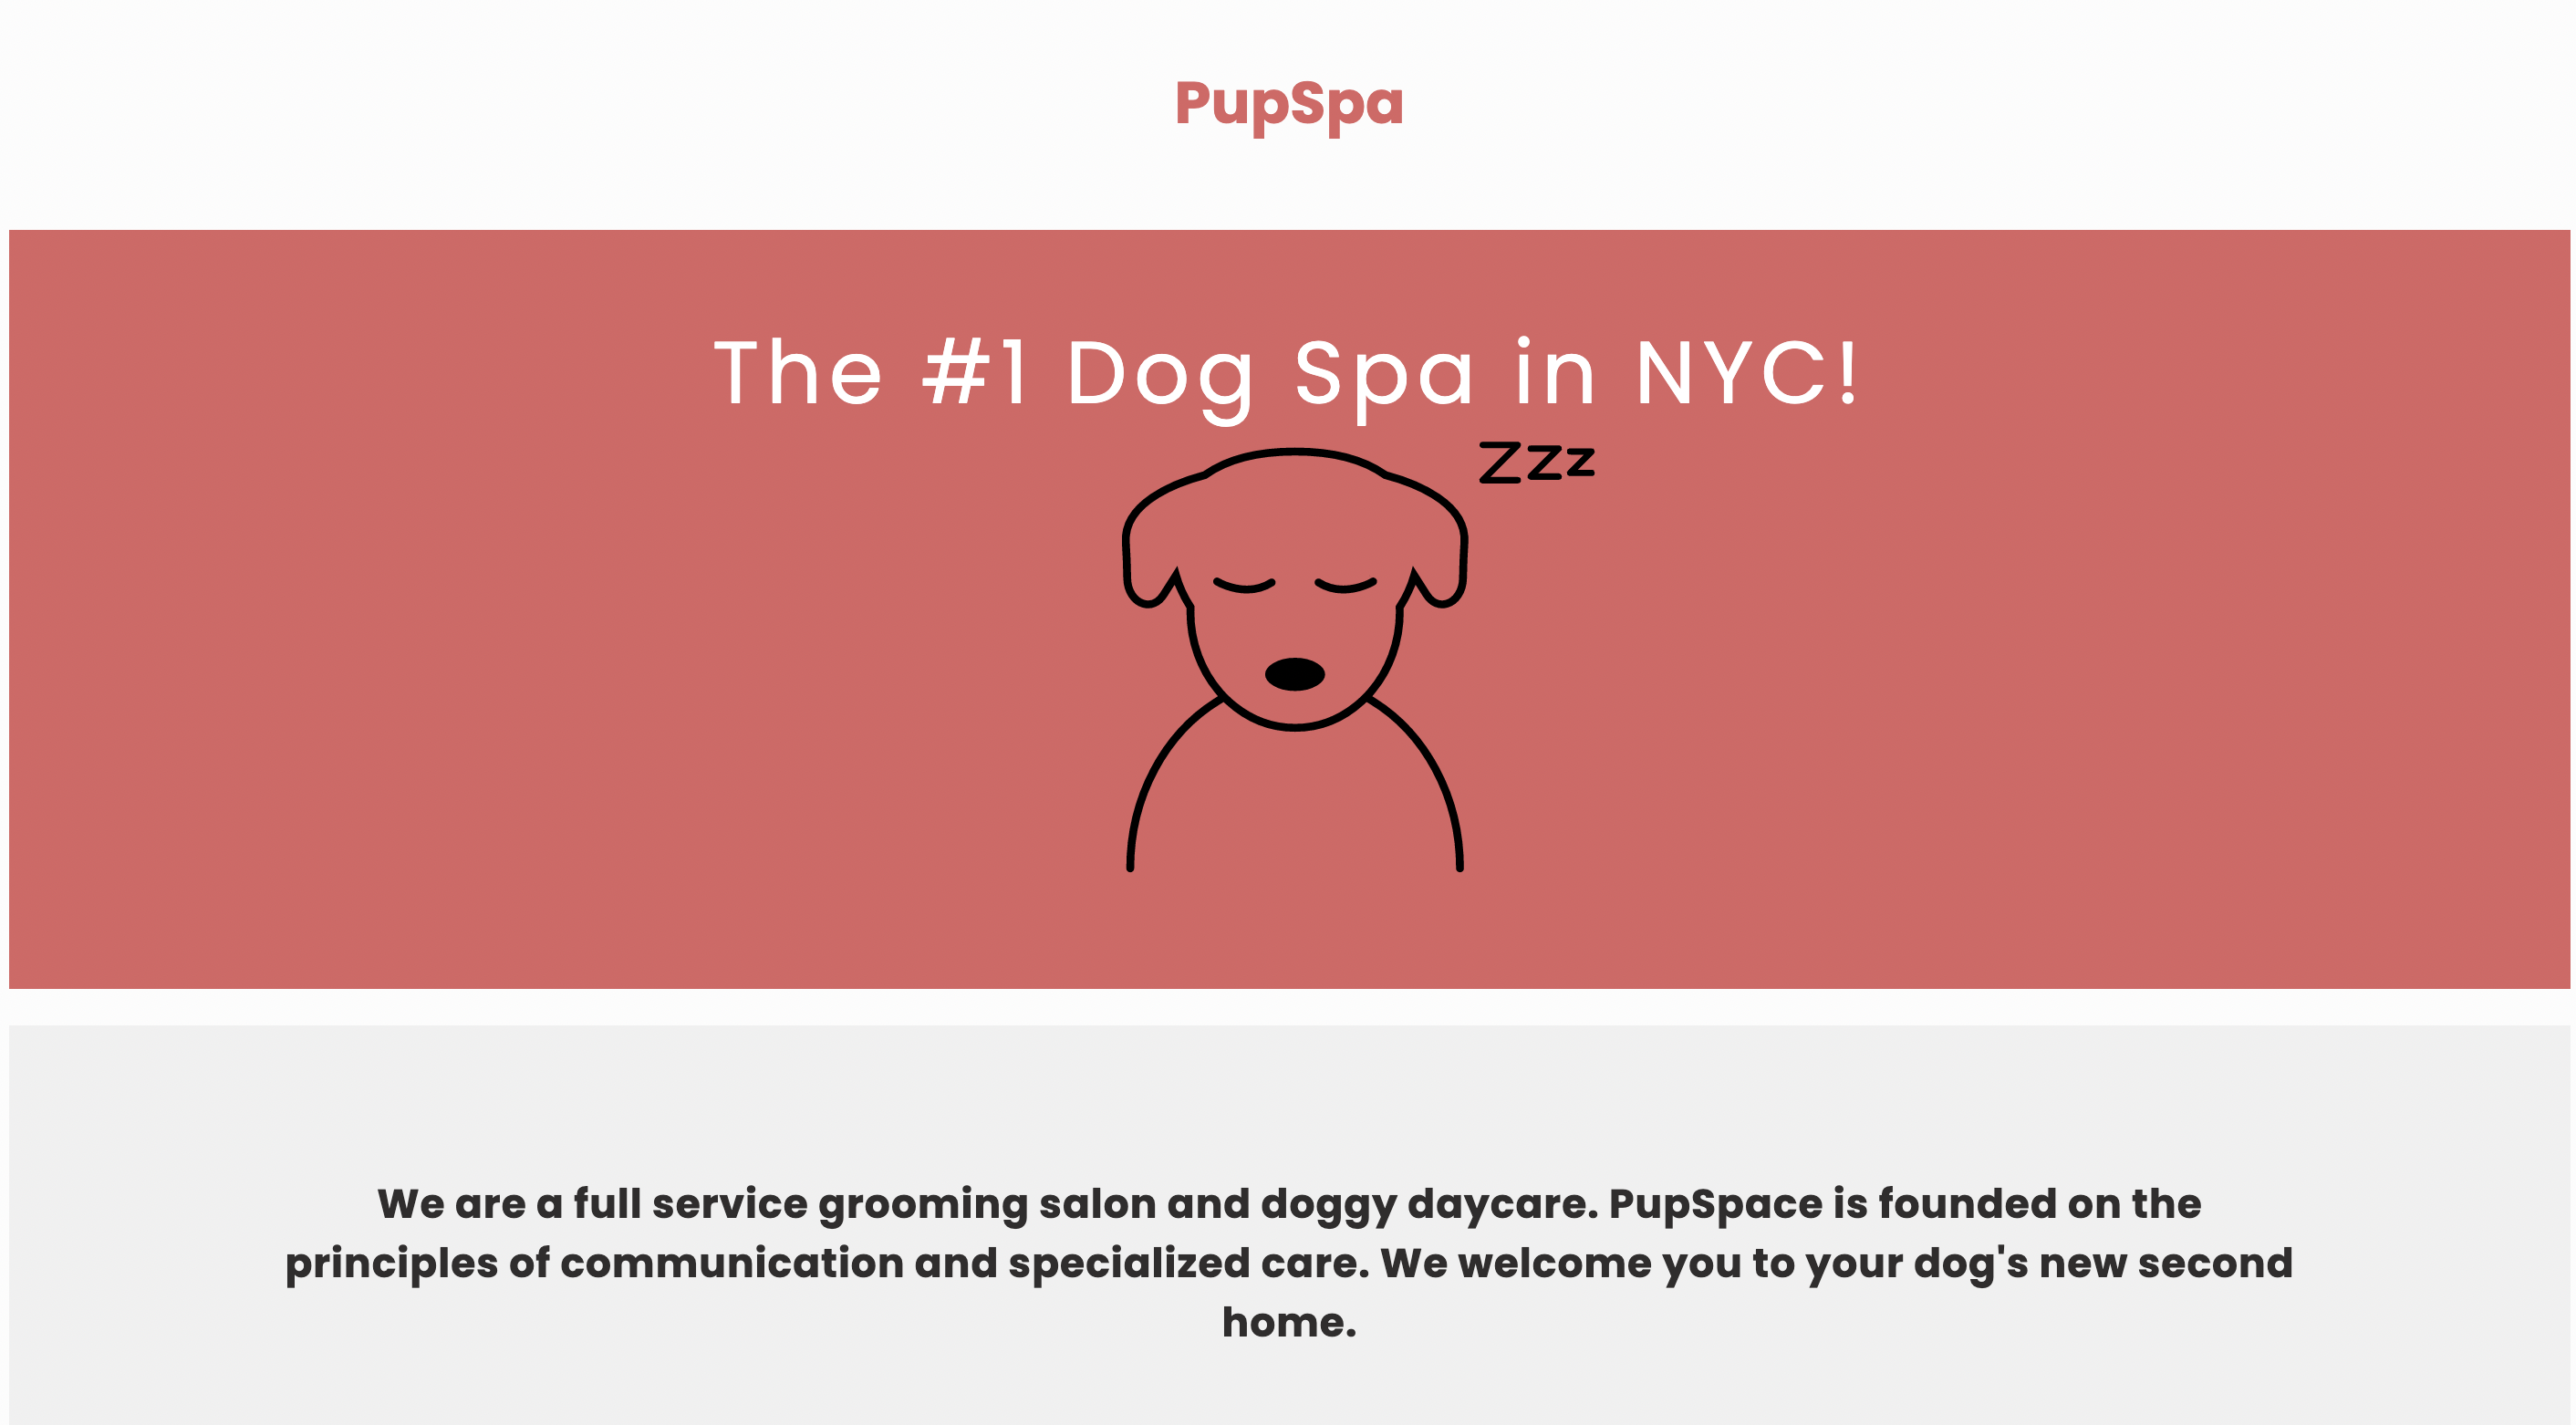 PupSpa
The #1 Dog Spa in NYC!
Zzz
We are a full service grooming salon and doggy daycare. PupSpace is founded on the
principles of communication and specialized care. We welcome you to your dog's new second
home.